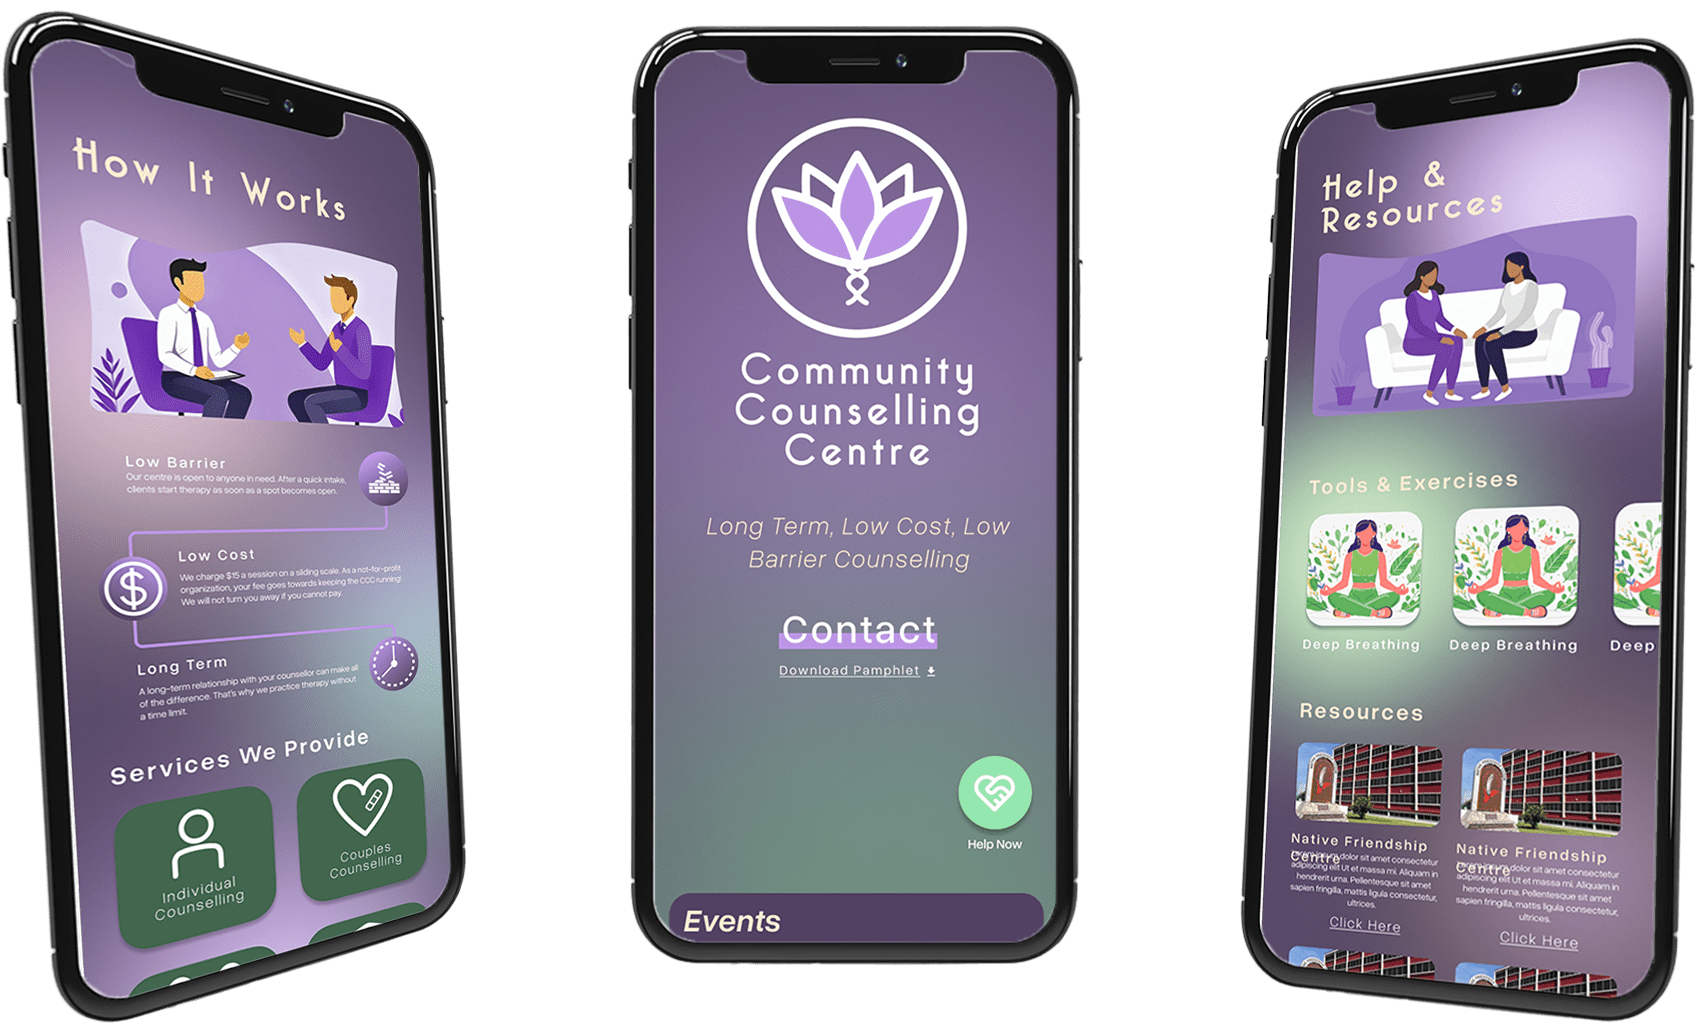 How It Works
Low Barrier
Our centre is open to anyone in need. After a quick intake,
clients start therapy as soon as a spot becomes open.
Low Cost
We charge $15 a session on a sliding scale. As a not-for-profit
organization, your fee goes towards keeping the CCC running!
We will not turn you away if you cannot pay.
Long Term
A long-term relationship with your counsellor can make all
of the difference. That's why we practice therapy without
a time limit.
Services We Provide
Individual
Counselling
Couples
Counselling
Community
Counselling
Centre
Long Term, Low Cost, Low
Barrier Counselling
Contact
Download Pamphlet
Help Now
Events
Help &
Resources
Tools & Exercises
Deep Breathing
Deep Breathing
Deep
Resources
Native Friendship
Centre
Lorem ipsum dolor sit amet consectetur
adipiscing elit Ut et massa mi. Aliquam in
hendrerit urna. Pellentesque sit amet
sapien fringilla, mattis ligula consectetur,
ultrices.
Click Here
Native Friendship
Centre
Lorem ipsum dolor sit amet consectetur
adipiscing elit Ut et massa mi. Aliquam in
hendrerit urna. Pellentesque sit amet
sapien fringilla, mattis ligula consectetur,
ultrices.
Click Here